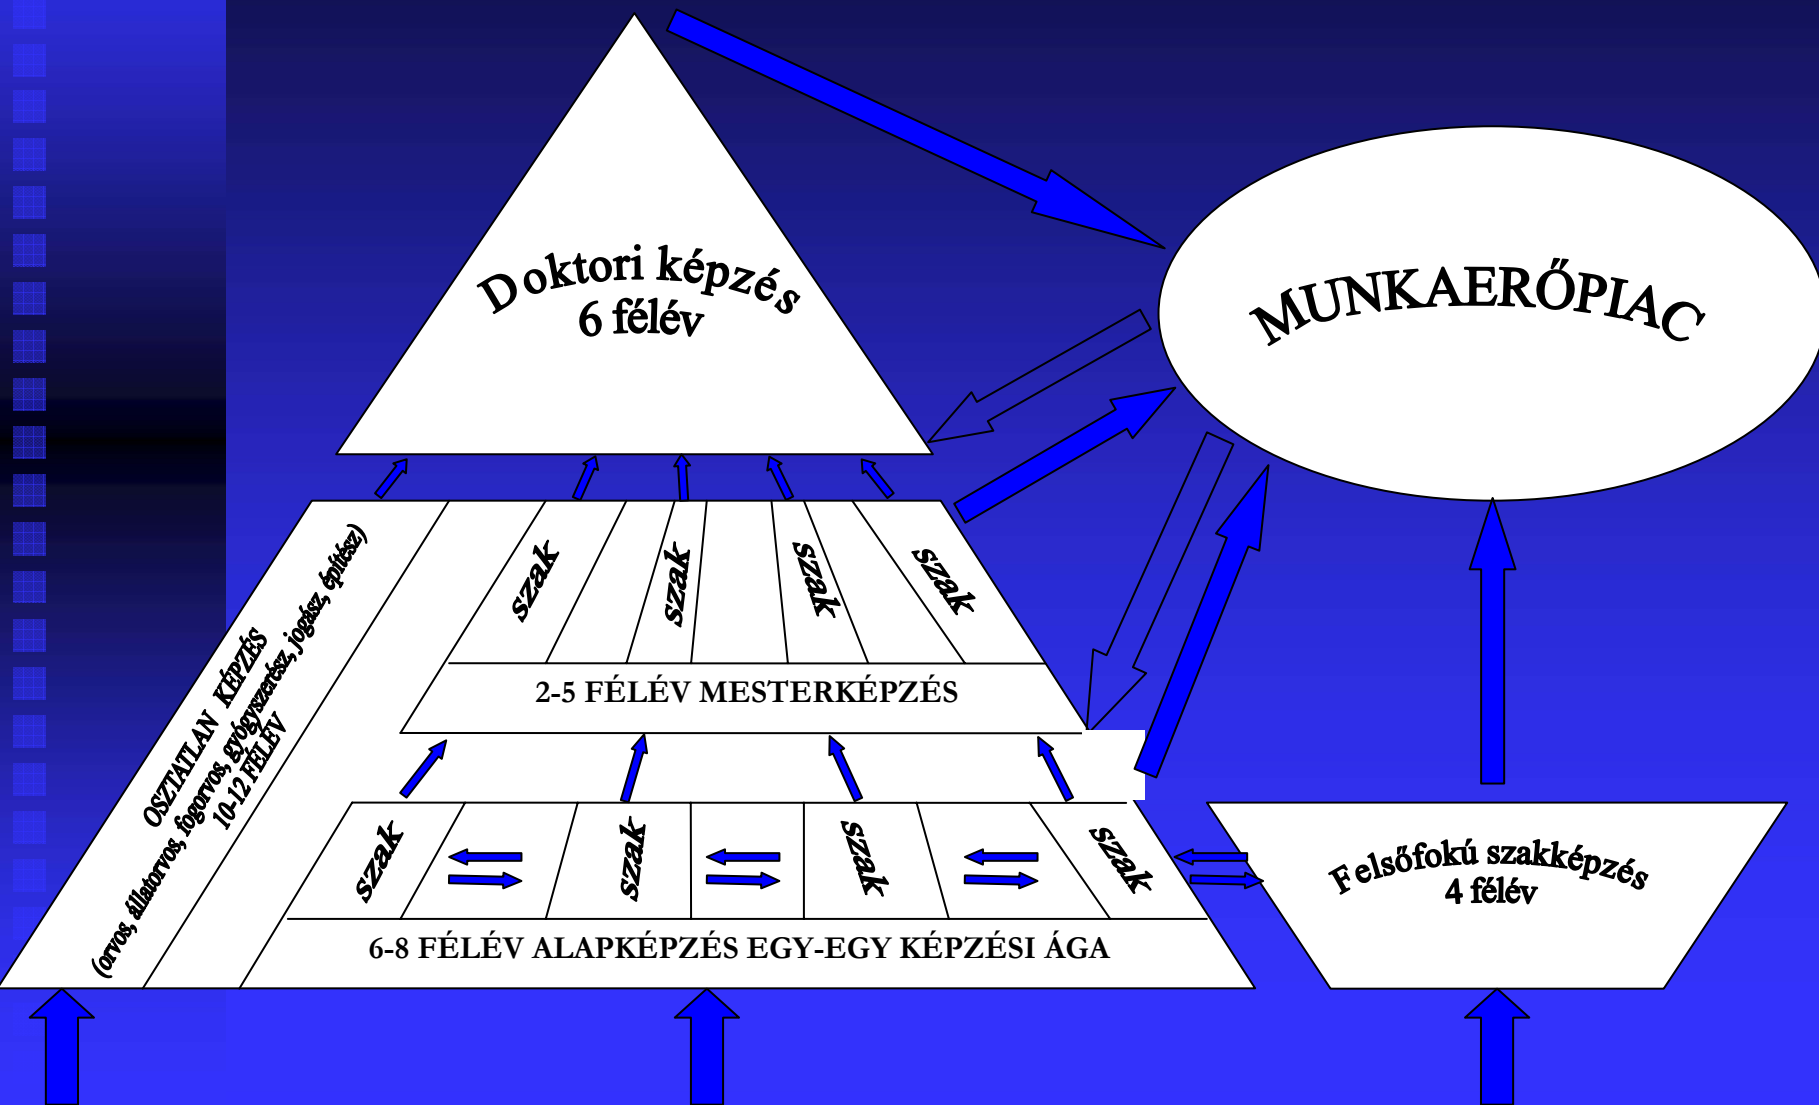 Doktori képzés
6 félév
MUNKAERŐPIAC
OSZTATLAN KÉPZÉS
(orvos, állatorvos, fogorvos, gyógyszerész, jogász, építész)
10-12 FÉLÉV
szak
szak
szak
szak
2-5 FÉLÉV MESTERKÉPZÉS
szak
szak
szak
szak
6-8 FÉLÉV ALAPKÉPZÉS EGY-EGY KÉPZÉSI ÁGA
Felsőfokú szakképzés
4 félév